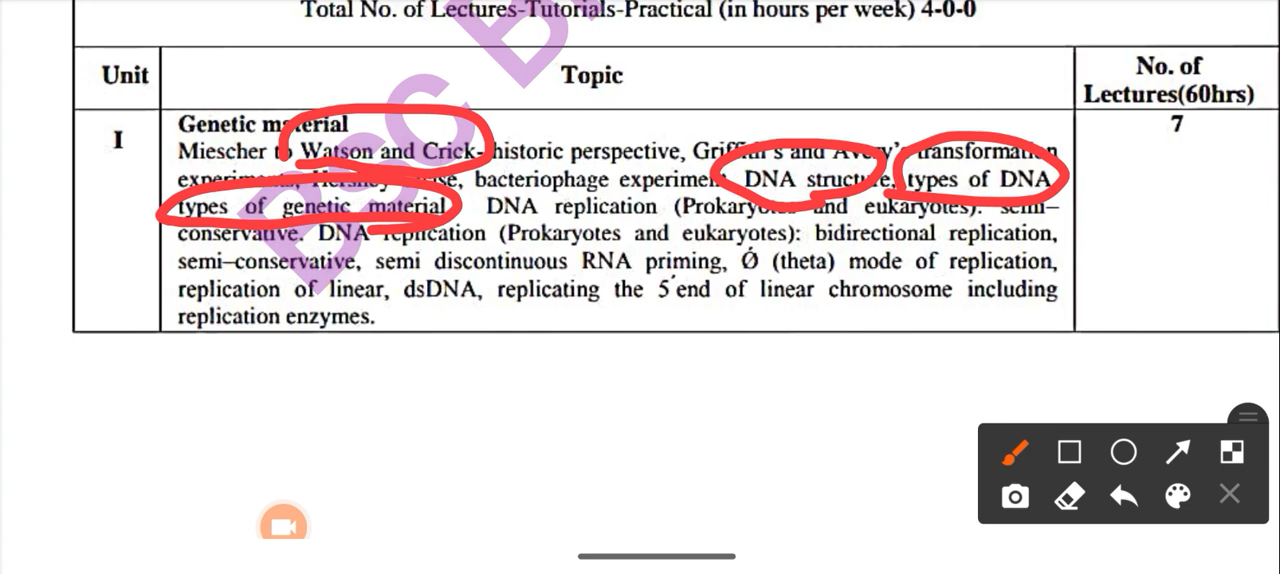 Total No. of Lectures-Tutorials-Practical (in hours per week) 4-0-0
Unit
Topic
No. of
Lectures(60hrs)
I
Genetic material
7
Miescher to Watson and Crick- historic perspective, Griffith's and Avery's transformation
experiments, Hershey bacteriophage experiment, DNA structure, types of DNA
types of genetic material DNA replication (Prokaryotes and eukaryotes): semi–
conservative. DNA replication (Prokaryotes and eukaryotes): bidirectional replication,
semi–conservative, semi discontinuous RNA priming, Ǿ (theta) mode of replication,
replication of linear, dsDNA, replicating the 5´end of linear chromosome including
replication enzymes.
BSC B